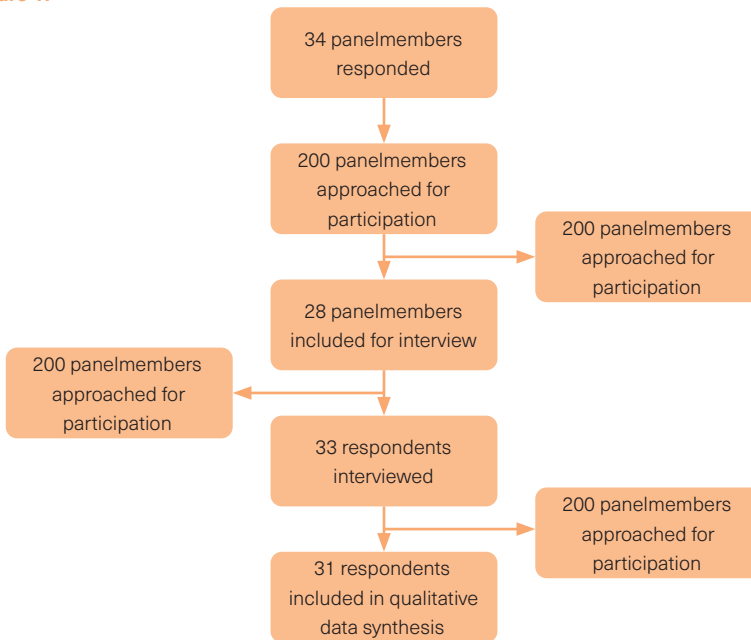 34 panelmembers
responded
200 panelmembers
approached for
participation
200 panelmembers
approached for
participation
28 panelmembers
included for interview
200 panelmembers
approached for
participation
33 respondents
interviewed
200 panelmembers
approached for
participation
31 respondents
included in qualitative
data synthesis